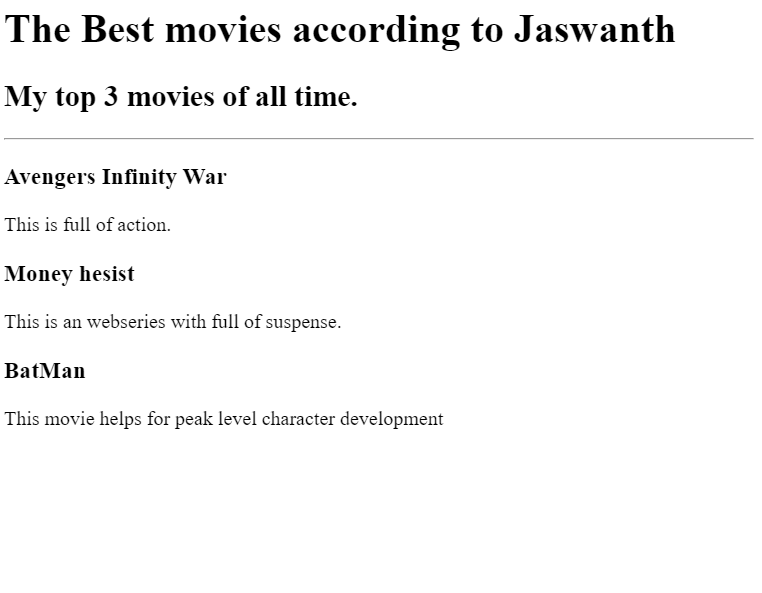 The Best movies according to Jaswanth
My top 3 movies of all time.
Avengers Infinity War
This is full of action.
Money hesist
This is an webseries with full of suspense.
BatMan
This movie helps for peak level character development